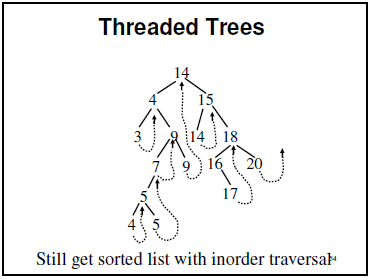 Threaded Trees
14
4 15
3 9 14 18
7 9 16 20
5 17
4 5
Still get sorted list with inorder traversal